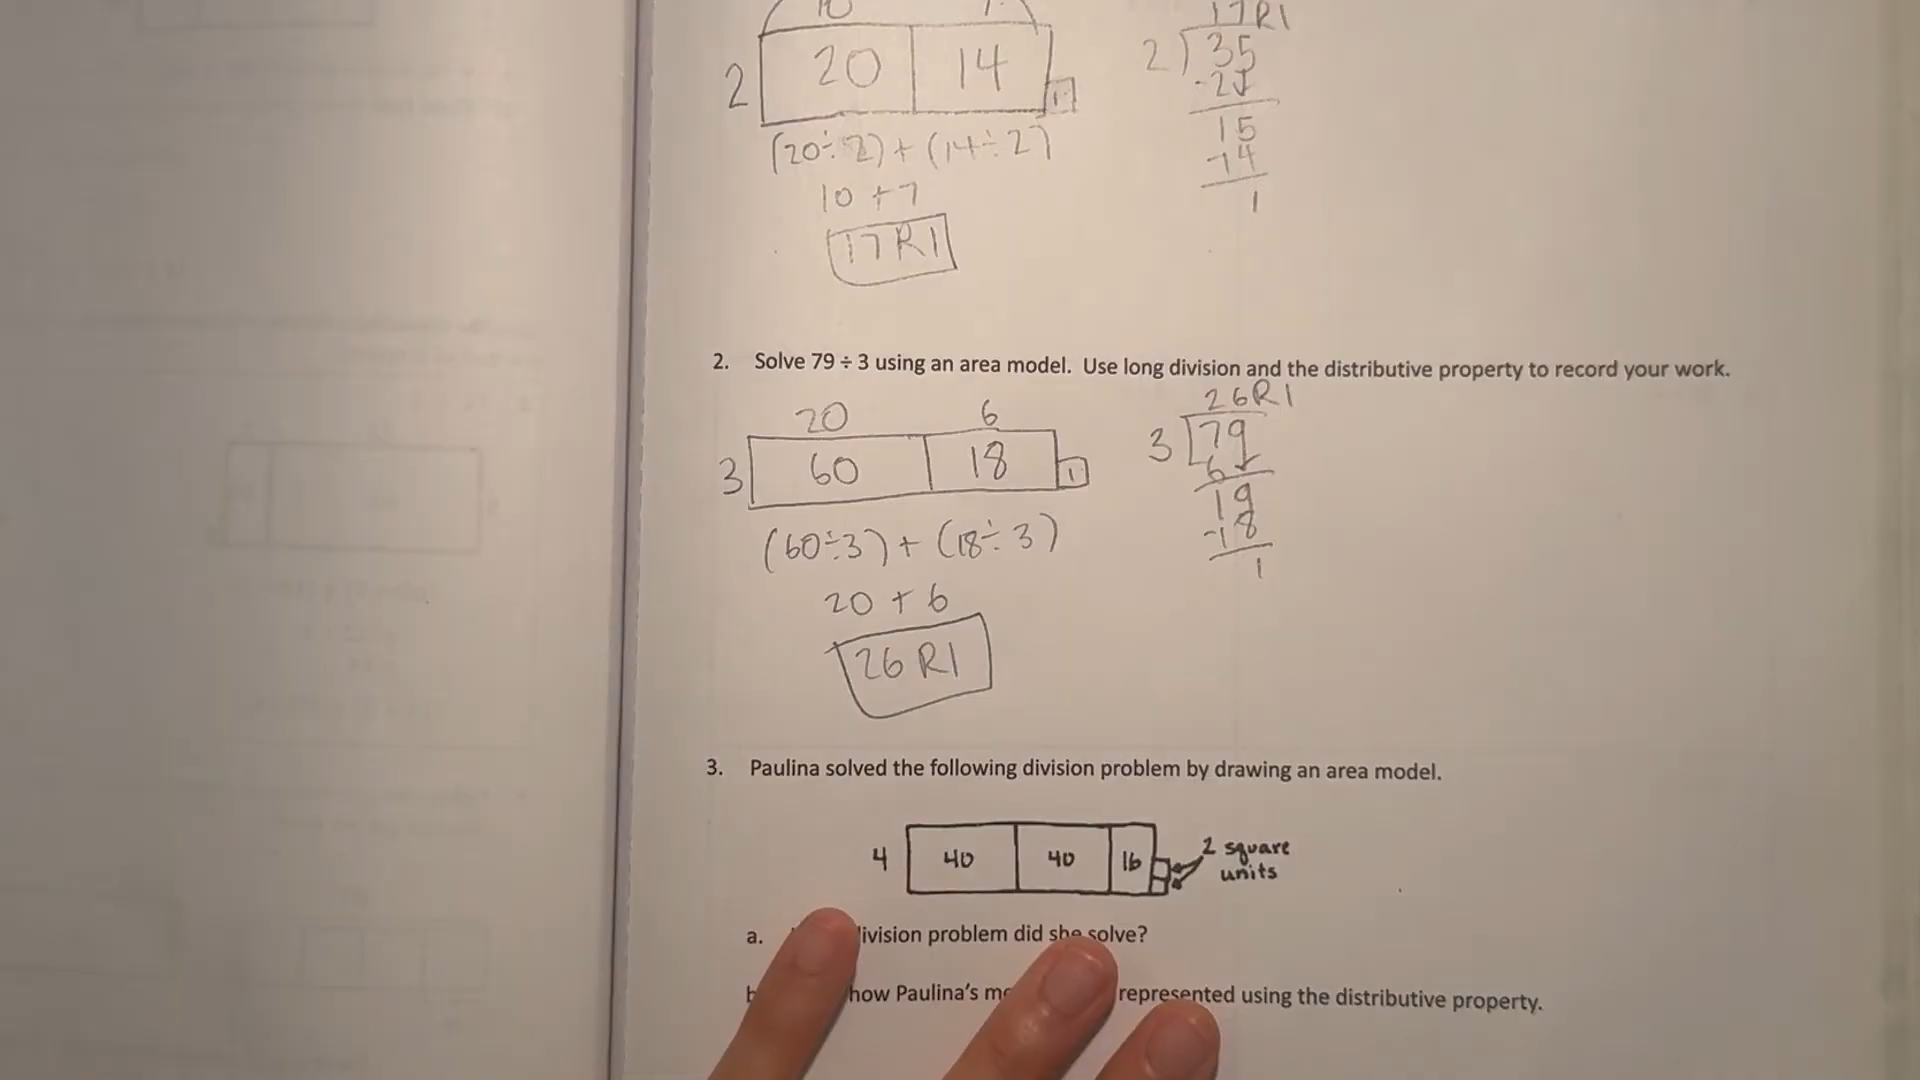 10 7
17R1
2 20 14 1
2 35
-2
(20÷2)+(14÷2)
15
-14
10+7
1
17R1
2. Solve 79 ÷ 3 using an area model. Use long division and the distributive property to record your work.
20 6
26R1
3 60 18 1
3 79
6
19
(60÷3)+(18÷3)
-18
1
20+6
26 R1
3. Paulina solved the following division problem by drawing an area model.
4 40 40 16 2 square
units
a. division problem did she solve?
how Paulina's represented using the distributive property.